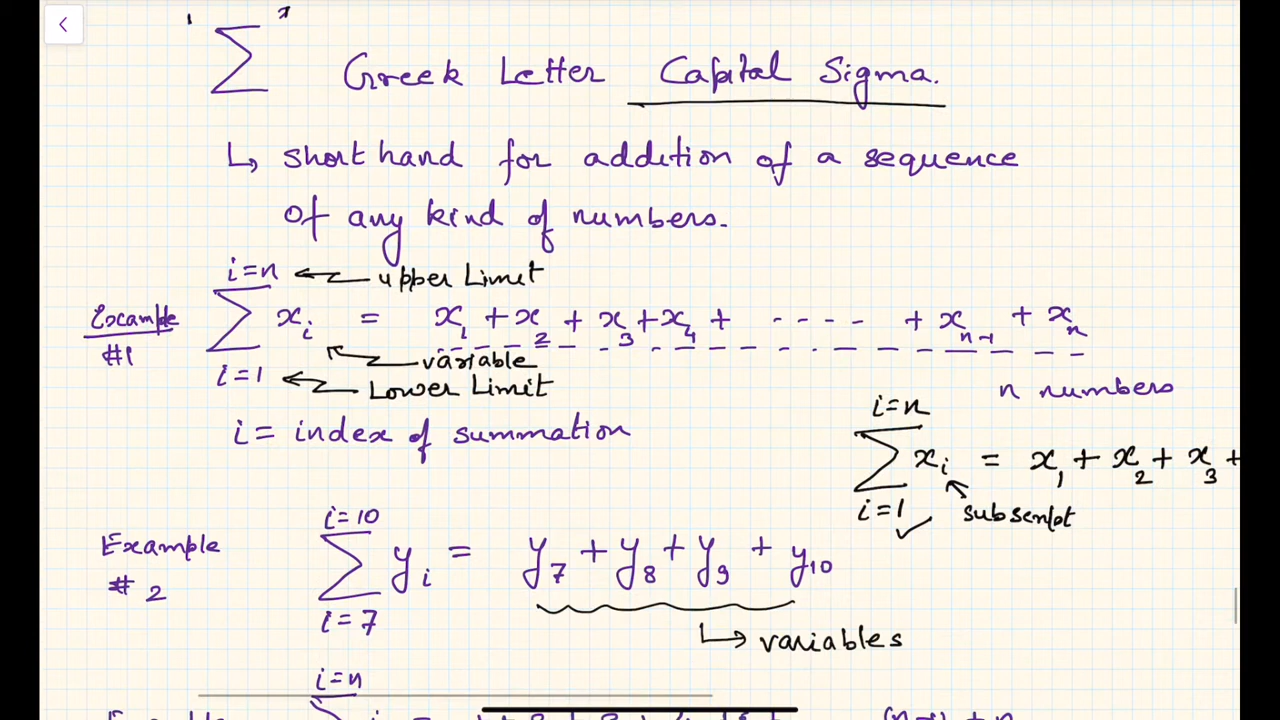 ∑ Greek Letter Capital Sigma.
↳ short hand for addition of a sequence
of any kind of numbers.
i=n ← upper Limit
Example #1 ∑ xᵢ = x₁ + x₂ + x₃ + x₄ + ---- + xₙ₋₁ + xₙ
variable
i=1 ← Lower Limit
n numbers
i = index of summation
i=n
∑ xᵢ = x₁ + x₂ + x₃ +
i=1 ✓ subscript
i=10
Example # 2 ∑ yᵢ = y₇ + y₈ + y₉ + y₁₀
i=7
↳ variables
i=n